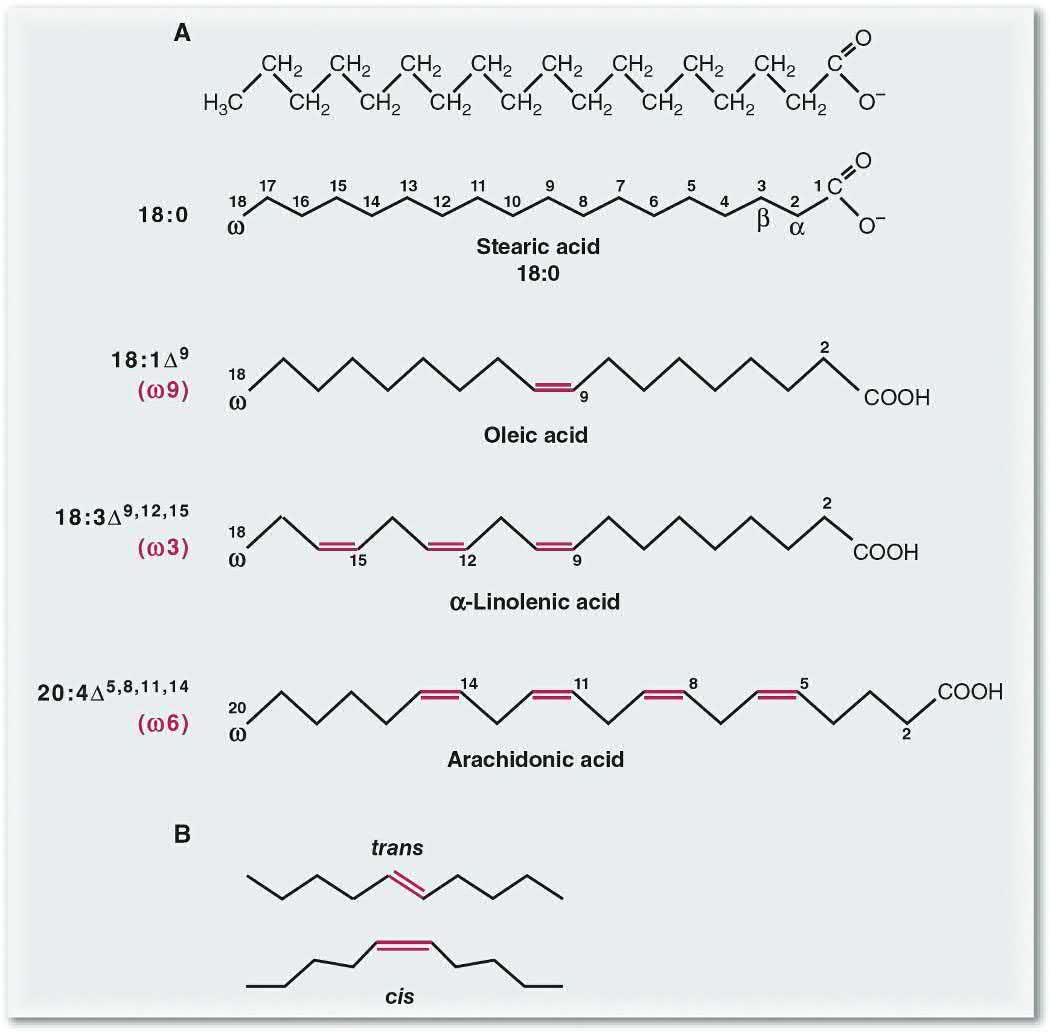 A
CH₂ CH₂ CH₂ CH₂ CH₂ CH₂ CH₂ CH₂ C O
H₃C CH₂ CH₂ CH₂ CH₂ CH₂ CH₂ CH₂ CH₂ O⁻
O
17 15 13 11 9 7 5 3 1 C
18:0 18 16 14 12 10 8 6 4 2
ω β α O⁻
Stearic acid
18:0
18:1Δ⁹ 2
(ω9) 18
ω 9 COOH
Oleic acid
18:3Δ⁹,¹²,¹⁵ 2
(ω3) 18
ω 15 12 9 COOH
α-Linolenic acid
20:4Δ⁵,⁸,¹¹,¹⁴ 14 11 8 5 COOH
(ω6) 20
ω 2
Arachidonic acid
B
trans
cis